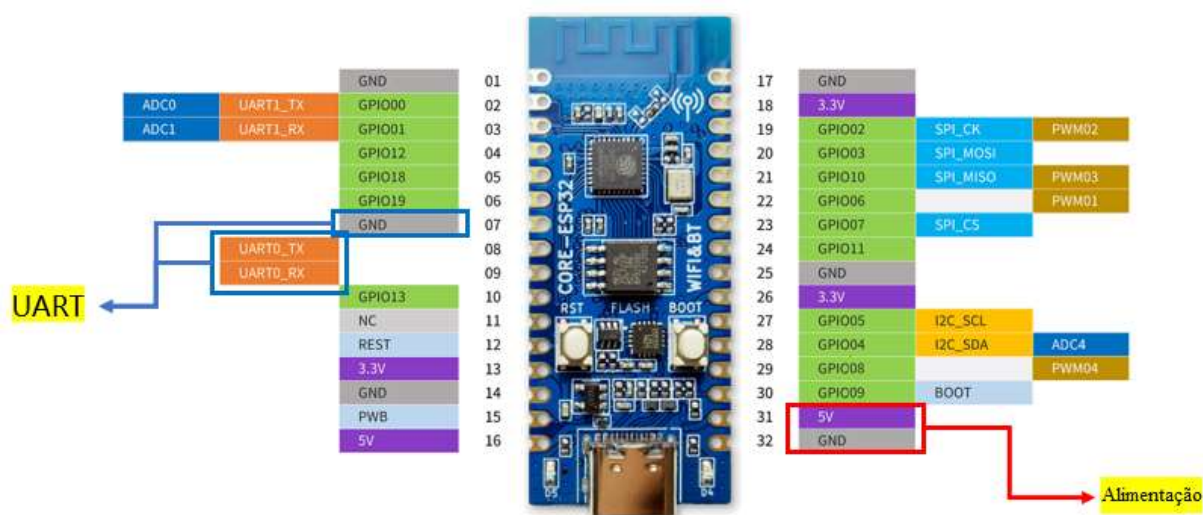 GND 01
ADC0 UART1_TX GPIO00 02
ADC1 UART1_RX GPIO01 03
GPIO12 04
GPIO18 05
GPIO19 06
GND 07
UART0_TX 08
UART0_RX 09
GPIO13 10
NC 11
REST 12
3.3V 13
GND 14
PWB 15
5V 16
UART
CORE-ESP32
WIFI&BT
RST FLASH BOOT
D5 D4
17 GND
18 3.3V
19 GPIO02 SPI_CK PWM02
20 GPIO03 SPI_MOSI
21 GPIO10 SPI_MISO PWM03
22 GPIO06 PWM01
23 GPIO07 SPI_CS
24 GPIO11
25 GND
26 3.3V
27 GPIO05 I2C_SCL
28 GPIO04 I2C_SDA ADC4
29 GPIO08 PWM04
30 GPIO09 BOOT
31 5V
32 GND
Alimentação